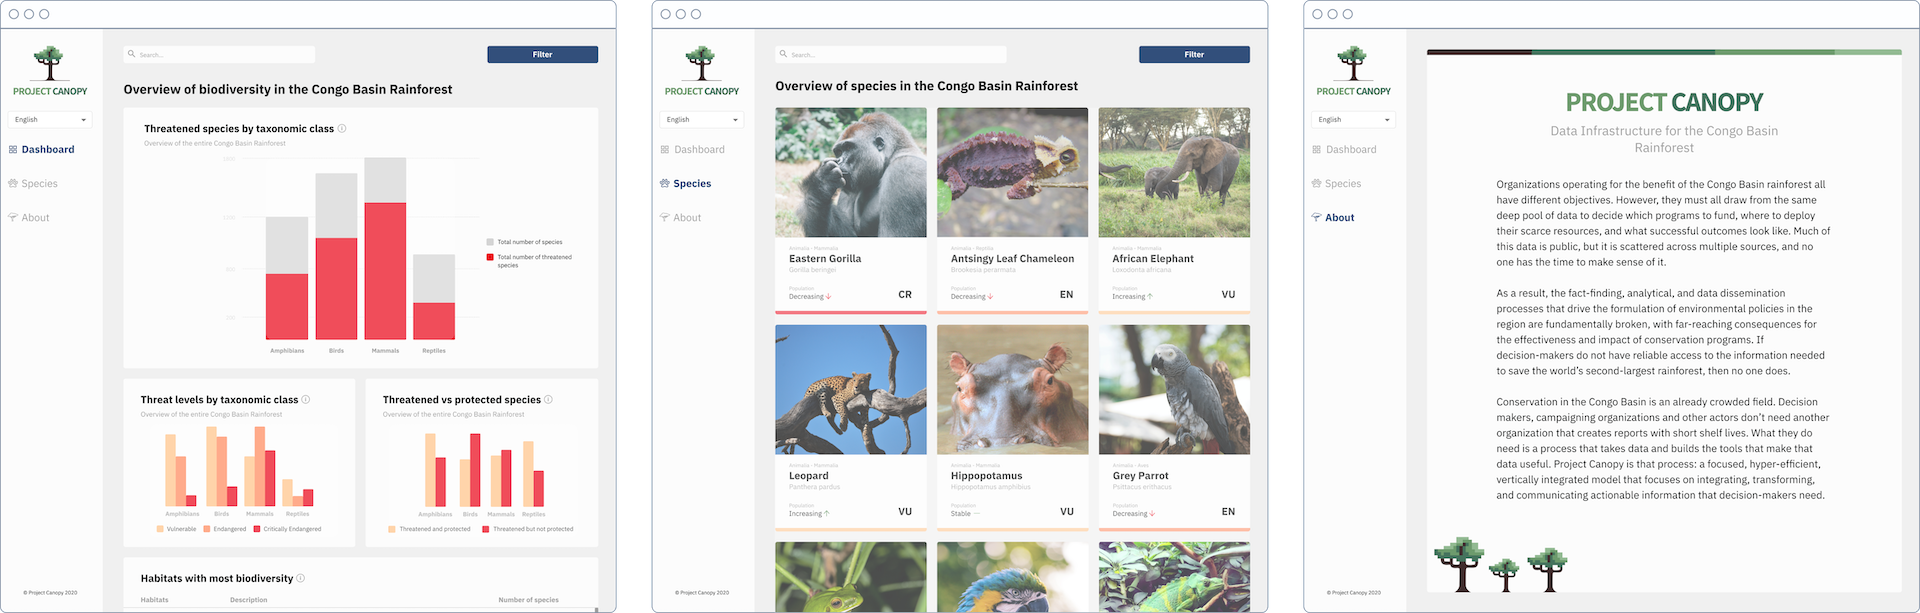 PROJECT CANOPY
English
Dashboard
Species
About
© Project Canopy 2020
Search...
Filter
Overview of biodiversity in the Congo Basin Rainforest
Threatened species by taxonomic class
Overview of the entire Congo Basin Rainforest
Amphibians
Birds
Mammals
Reptiles
Total number of species
Total number of threatened
species
Threat levels by taxonomic class
Overview of the entire Congo Basin Rainforest
Amphibians
Birds
Mammals
Reptiles
Vulnerable
Endangered
Critically Endangered
Threatened vs protected species
Overview of the entire Congo Basin Rainforest
Amphibians
Birds
Mammals
Reptiles
Threatened and protected
Threatened but not protected
Habitats with most biodiversity
Habitats
Description
Number of species
PROJECT CANOPY
English
Dashboard
Species
About
© Project Canopy 2020
Search...
Filter
Overview of species in the Congo Basin Rainforest
Animalia - Mammalia
Eastern Gorilla
Gorilla beringei
Population
Decreasing
CR
Animalia - Reptilia
Antsingy Leaf Chameleon
Brookesia perarmata
Population
Decreasing
EN
Animalia - Mammalia
African Elephant
Loxodonta africana
Population
Increasing
VU
Animalia - Mammalia
Leopard
Panthera pardus
Population
Increasing
VU
Animalia - Mammalia
Hippopotamus
Hippopotamus amphibius
Population
Stable
VU
Animalia - Aves
Grey Parrot
Psittacus erithacus
Population
Decreasing
EN
PROJECT CANOPY
English
Dashboard
Species
About
© Project Canopy 2020
PROJECT CANOPY
Data Infrastructure for the Congo Basin
Rainforest
Organizations operating for the benefit of the Congo Basin rainforest all
have different objectives. However, they must all draw from the same
deep pool of data to decide which programs to fund, where to deploy
their scarce resources, and what successful outcomes look like. Much of
this data is public, but it is scattered across multiple sources, and no
one has the time to make sense of it.
As a result, the fact-finding, analytical, and data dissemination
processes that drive the formulation of environmental policies in the
region are fundamentally broken, with far-reaching consequences for
the effectiveness and impact of conservation programs. If
decision-makers do not have reliable access to the information needed
to save the world's second-largest rainforest, then no one does.
Conservation in the Congo Basin is an already crowded field. Decision
makers, campaigning organizations and other actors don't need another
organization that creates reports with short shelf lives. What they do
need is a process that takes data and builds the tools that make that
data useful. Project Canopy is that process: a focused, hyper-efficient,
vertically integrated model that focuses on integrating, transforming,
and communicating actionable information that decision-makers need.